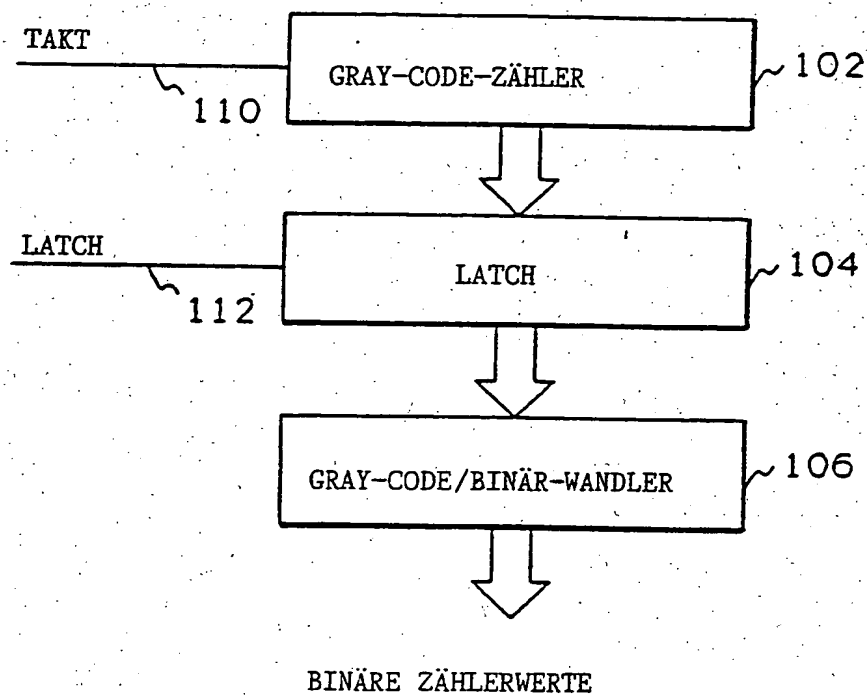 TAKT
110
GRAY-CODE-ZÄHLER
102
LATCH
112
LATCH
104
GRAY-CODE/BINÄR-WANDLER
106
BINÄRE ZÄHLERWERTE